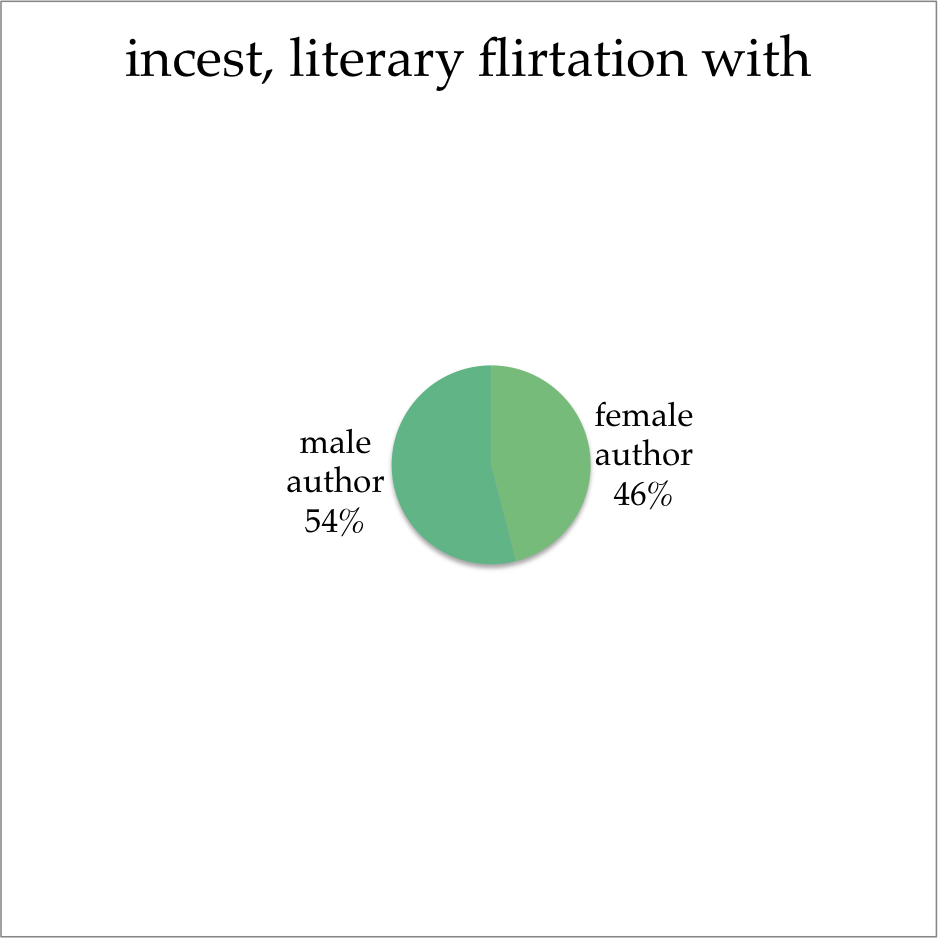 incest, literary flirtation with
male
author
54%
female
author
46%